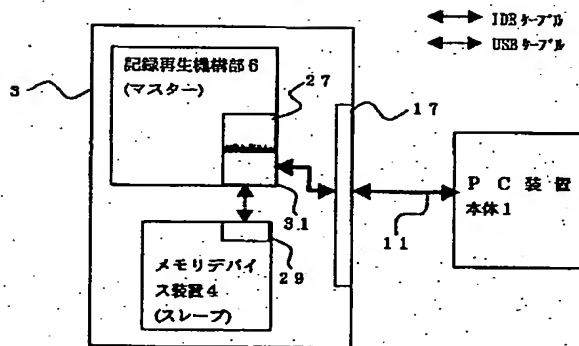 IDEケーブル
USBケーブル
3
記録再生機構部6
(マスター)
27
17
PC装置
本体1
31
11
29
メモリデバイ
ス装置4
(スレーブ)